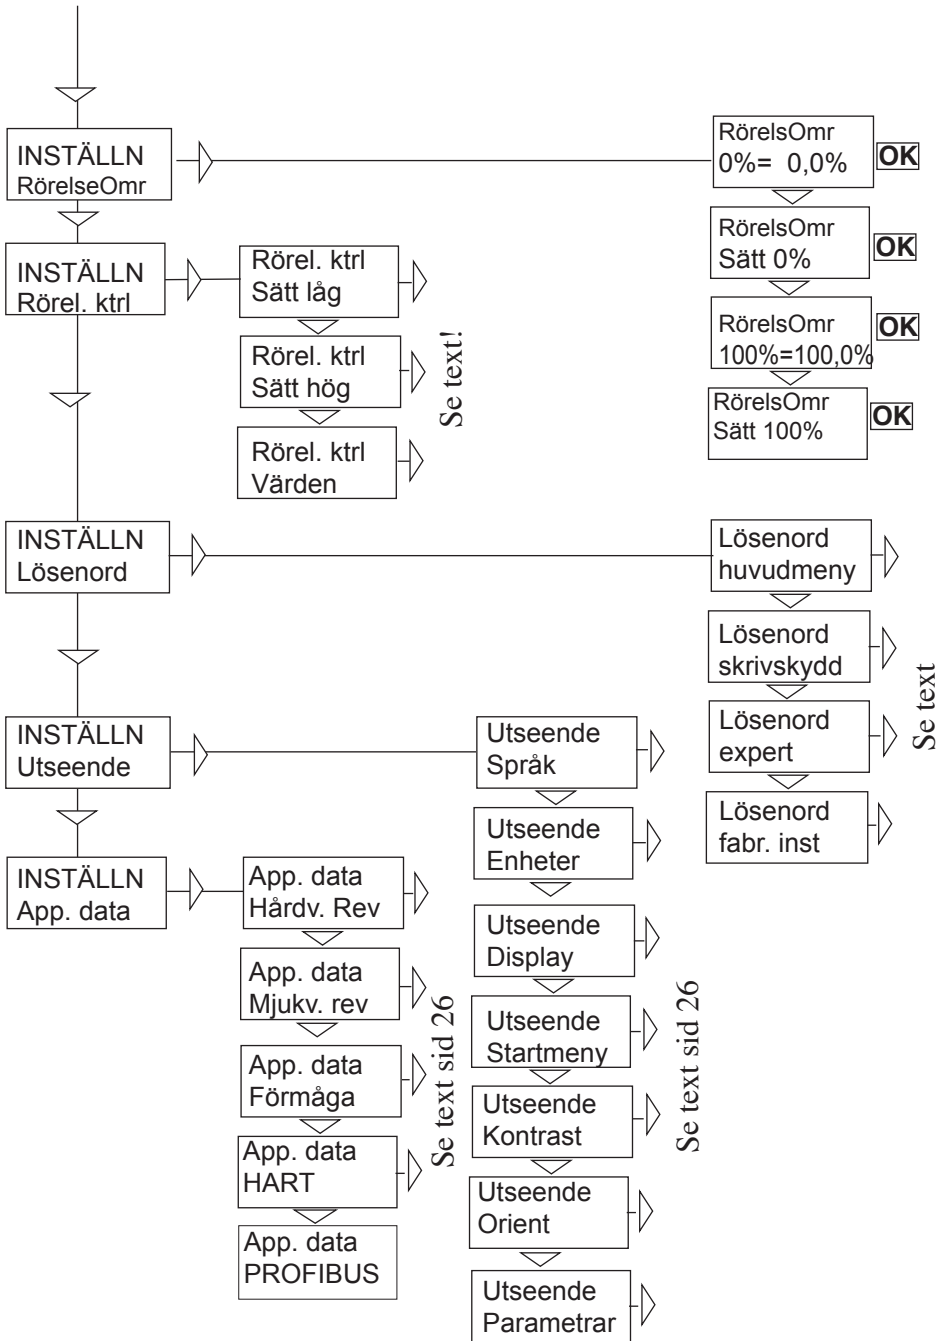 INSTÄLLN
RörelseOmr
RörelsOmr
0%=  0,0%
OK
RörelsOmr
Sätt 0%
OK
RörelsOmr
100%=100,0%
OK
RörelsOmr
Sätt 100%
OK
INSTÄLLN
Rörel. ktrl
Rörel. ktrl
Sätt låg
Rörel. ktrl
Sätt hög
Rörel. ktrl
Värden
Se text!
INSTÄLLN
Lösenord
Lösenord
huvudmeny
Lösenord
skrivskydd
Lösenord
expert
Lösenord
fabr. inst
Se text
INSTÄLLN
Utseende
Utseende
Språk
Utseende
Enheter
Utseende
Display
Utseende
Startmeny
Utseende
Kontrast
Utseende
Orient
Utseende
Parametrar
Se text sid 26
INSTÄLLN
App. data
App. data
Hårdv. Rev
App. data
Mjukv. rev
App. data
Förmåga
App. data
HART
App. data
PROFIBUS
Se text sid 26